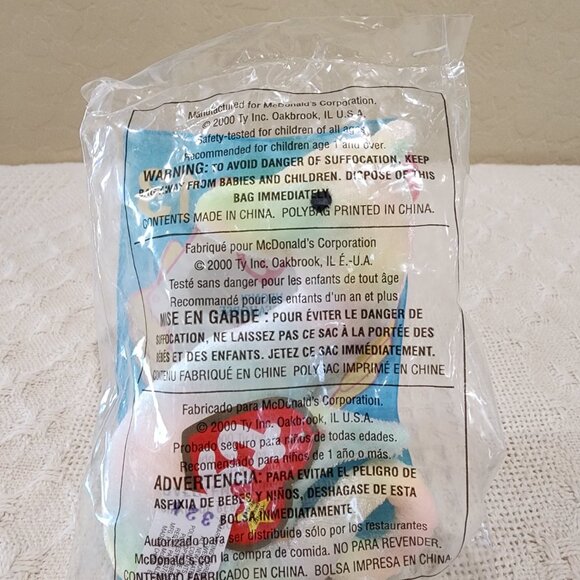 Manufactured for McDonald's Corporation.
© 2000 Ty Inc. Oakbrook, IL U.S.A.
Safety-tested for children of all ages.
Recommended for children age 1 and over.
WARNING: TO AVOID DANGER OF SUFFOCATION, KEEP
BAG AWAY FROM BABIES AND CHILDREN. DISPOSE OF THIS
BAG IMMEDIATELY
CONTENTS MADE IN CHINA. POLYBAG PRINTED IN CHINA.
Fabriqué pour McDonald's Corporation
© 2000 Ty Inc. Oakbrook, IL É.-U.A.
Testé sans danger pour les enfants de tout âge
Recommandé pour les enfants d'un an et plus
MISE EN GARDE : POUR ÉVITER LE DANGER DE
SUFFOCATION, NE LAISSEZ PAS CE SAC À LA PORTÉE DES
BÉBÉS ET DES ENFANTS. JETEZ CE SAC IMMÉDIATEMENT.
CONTENU FABRIQUÉ EN CHINE POLYSAC IMPRIMÉ EN CHINE
Fabricado para McDonald's Corporation.
© 2000 Ty Inc. Oakbrook, IL U.S.A.
Probado seguro para niños de todas edades.
Recomendado para niños de 1 año o más.
ADVERTENCIA: PARA EVITAR EL PELIGRO DE
ASFIXIA DE BEBES Y NIÑOS, DESHAGASE DE ESTA
BOLSA INMEDIATAMENTE
Autorizado para ser distribuide sólo por los restaurantes
McDonald's con la compra de comida. NO PARA REVENDER.
CONTENIDO FABRICADO EN CHINA. BOLSA IMPRESA EN CHINA.